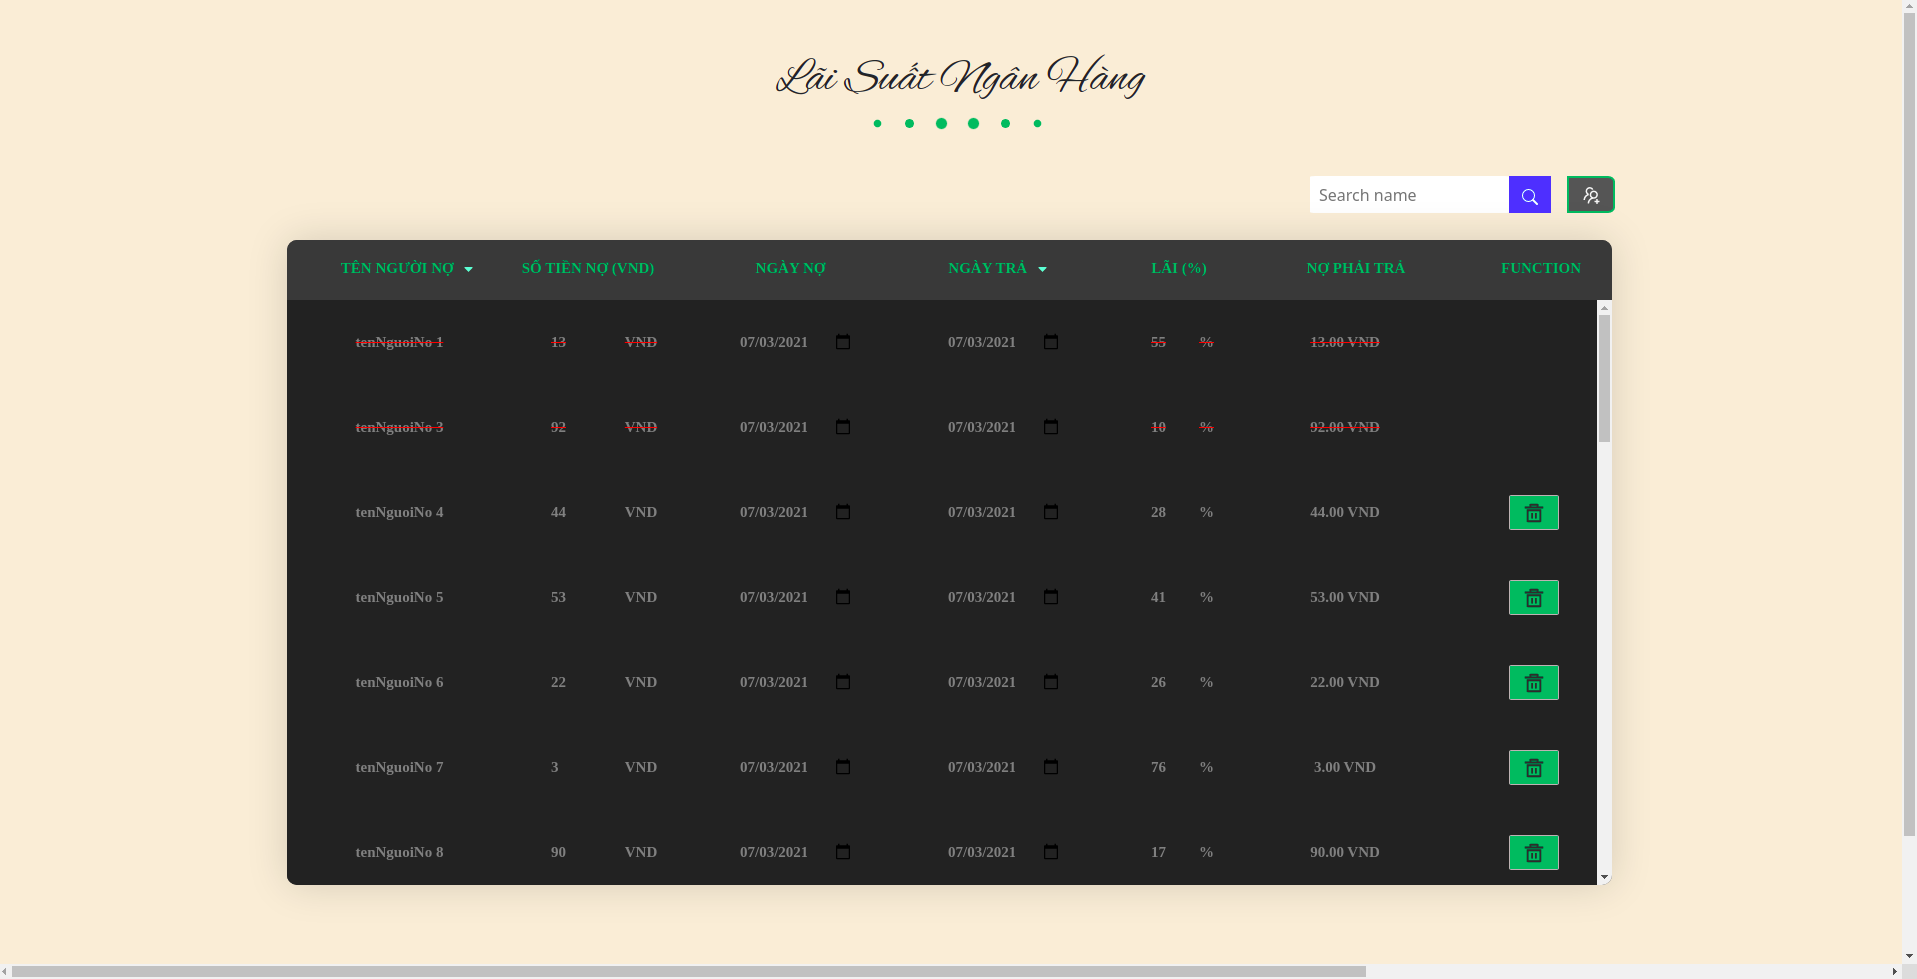 Lãi Suất Ngân Hàng
Search name
TÊN NGƯỜI NỢ SỐ TIỀN NỢ (VND) NGÀY NỢ NGÀY TRẢ LÃI (%) NỢ PHẢI TRẢ FUNCTION
tenNguoiNo 1 13 VND 07/03/2021 07/03/2021 55 % 13.00 VND
tenNguoiNo 3 92 VND 07/03/2021 07/03/2021 10 % 92.00 VND
tenNguoiNo 4 44 VND 07/03/2021 07/03/2021 28 % 44.00 VND
tenNguoiNo 5 53 VND 07/03/2021 07/03/2021 41 % 53.00 VND
tenNguoiNo 6 22 VND 07/03/2021 07/03/2021 26 % 22.00 VND
tenNguoiNo 7 3 VND 07/03/2021 07/03/2021 76 % 3.00 VND
tenNguoiNo 8 90 VND 07/03/2021 07/03/2021 17 % 90.00 VND